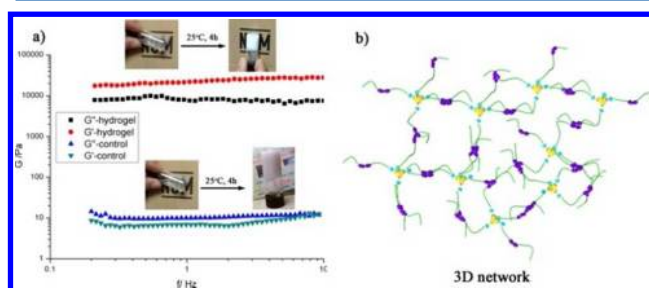 a)
25°C, 4h
100000
10000
1000
100
10
1
G /Pa
G''-hydrogel
G'-hydrogel
G''-control
G'-control
25°C, 4h
0.1
1
10
f/ Hz
b)
3D network